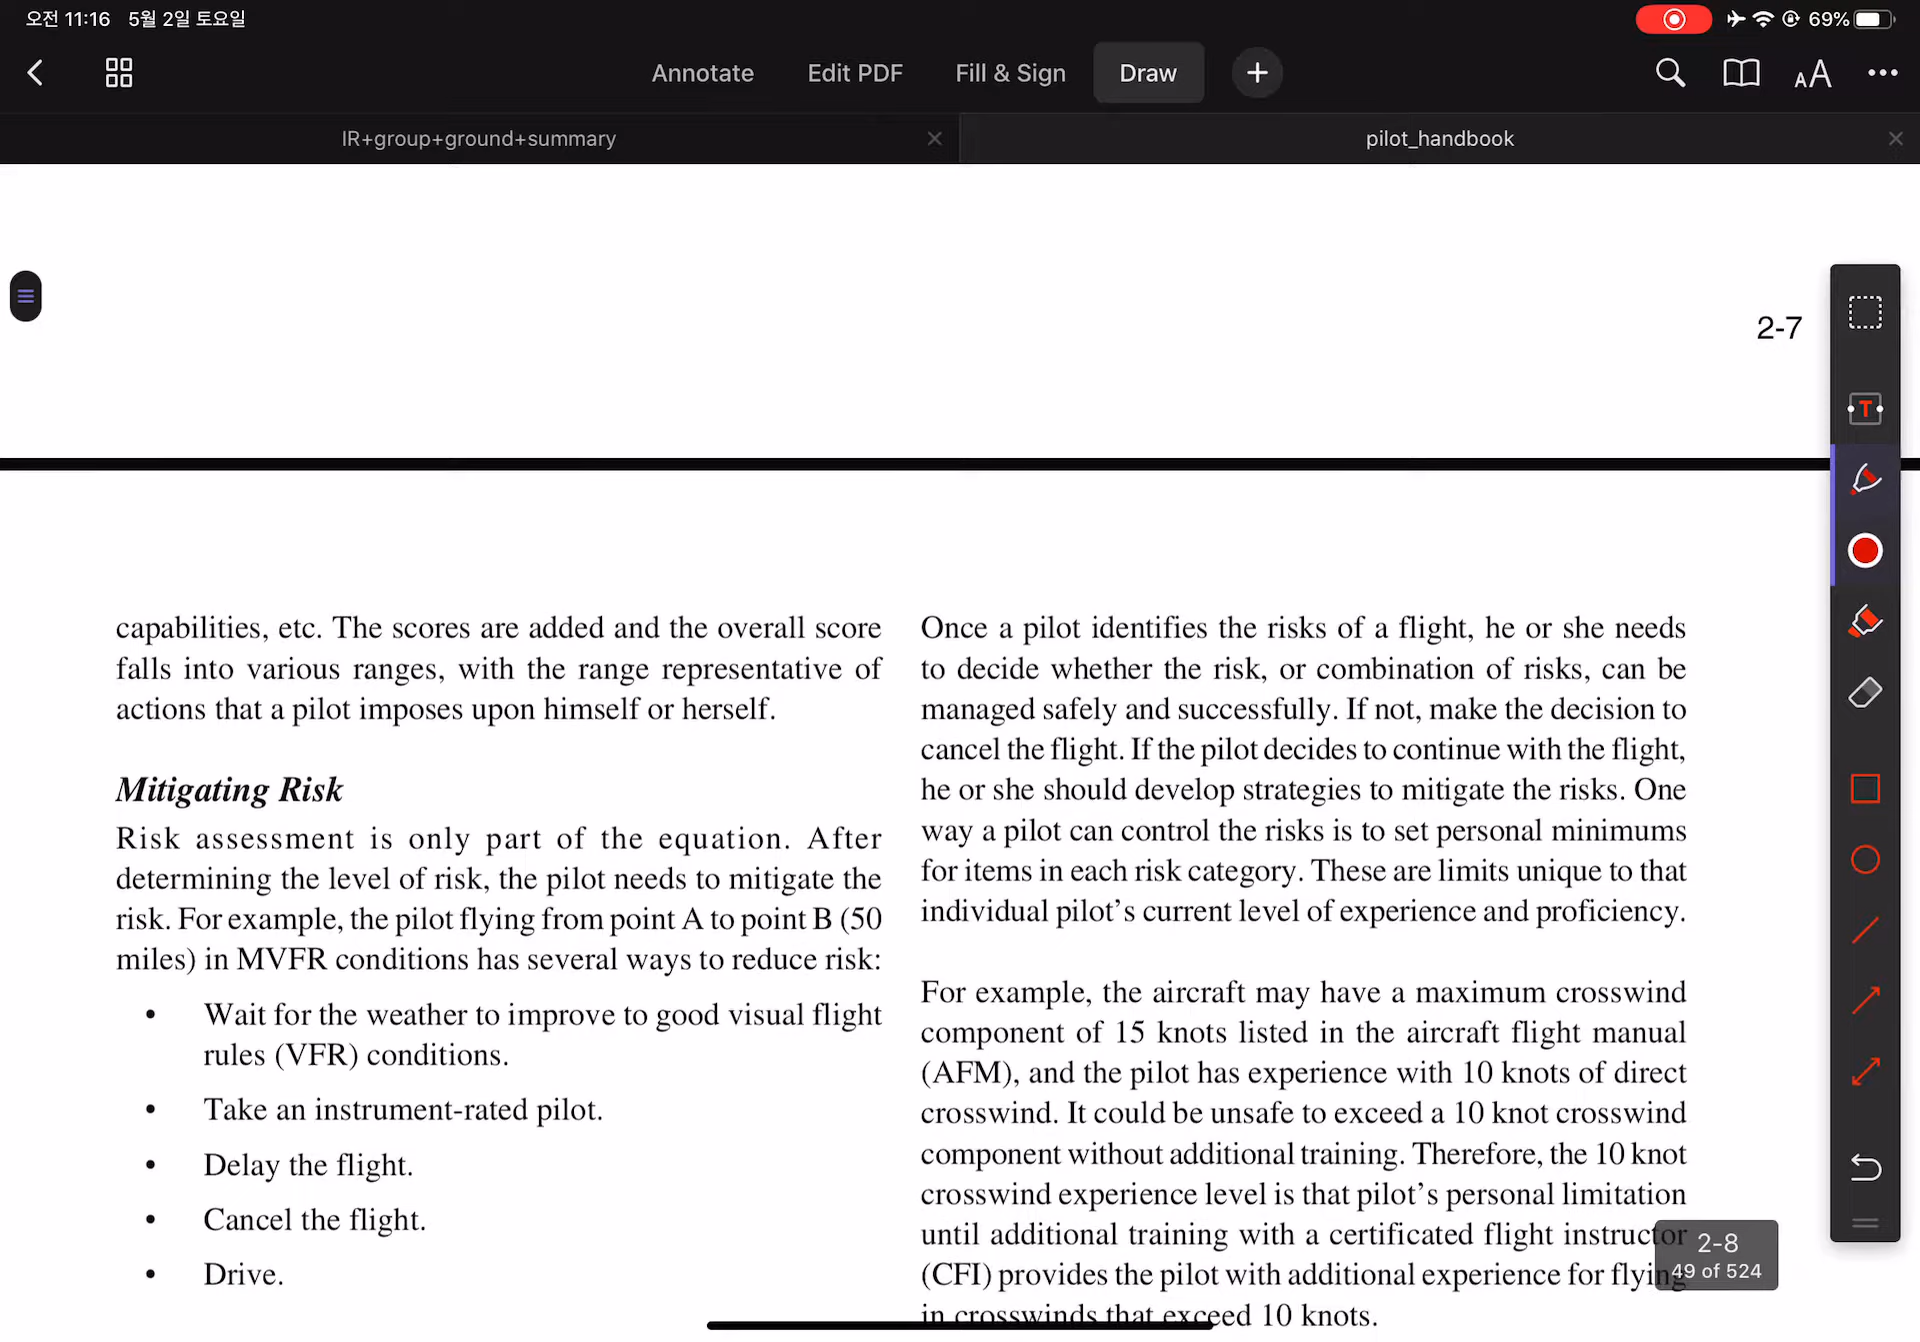 오전 11:16 5월 2일 토요일
69%
Annotate Edit PDF Fill & Sign Draw
AA
IR+group+ground+summary
pilot_handbook
2-7
T
capabilities, etc. The scores are added and the overall score
falls into various ranges, with the range representative of
actions that a pilot imposes upon himself or herself.
Mitigating Risk
Risk assessment is only part of the equation. After
determining the level of risk, the pilot needs to mitigate the
risk. For example, the pilot flying from point A to point B (50
miles) in MVFR conditions has several ways to reduce risk:
• Wait for the weather to improve to good visual flight
rules (VFR) conditions.
• Take an instrument-rated pilot.
• Delay the flight.
• Cancel the flight.
• Drive.
Once a pilot identifies the risks of a flight, he or she needs
to decide whether the risk, or combination of risks, can be
managed safely and successfully. If not, make the decision to
cancel the flight. If the pilot decides to continue with the flight,
he or she should develop strategies to mitigate the risks. One
way a pilot can control the risks is to set personal minimums
for items in each risk category. These are limits unique to that
individual pilot’s current level of experience and proficiency.
For example, the aircraft may have a maximum crosswind
component of 15 knots listed in the aircraft flight manual
(AFM), and the pilot has experience with 10 knots of direct
crosswind. It could be unsafe to exceed a 10 knot crosswind
component without additional training. Therefore, the 10 knot
crosswind experience level is that pilot’s personal limitation
until additional training with a certificated flight instructor
(CFI) provides the pilot with additional experience for flying
in crosswinds that exceed 10 knots.
2-8
49 of 524